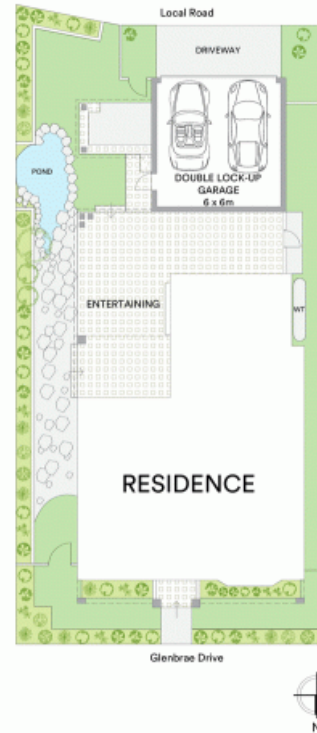 Local Road
DRIVEWAY
POND
DOUBLE LOCK-UP
GARAGE
6 x 6m
ENTERTAINING
WT
RESIDENCE
Glenbrae Drive
N